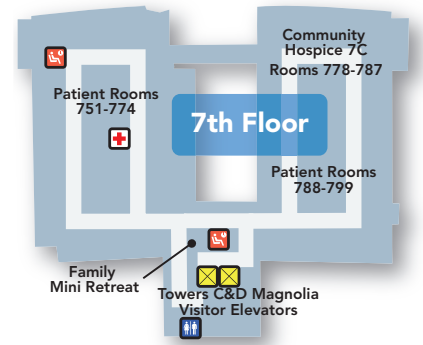 Community
Hospice 7C
Rooms 778-787
Patient Rooms
751-774
7th Floor
Patient Rooms
788-799
Family
Mini Retreat
Towers C&D Magnolia
Visitor Elevators